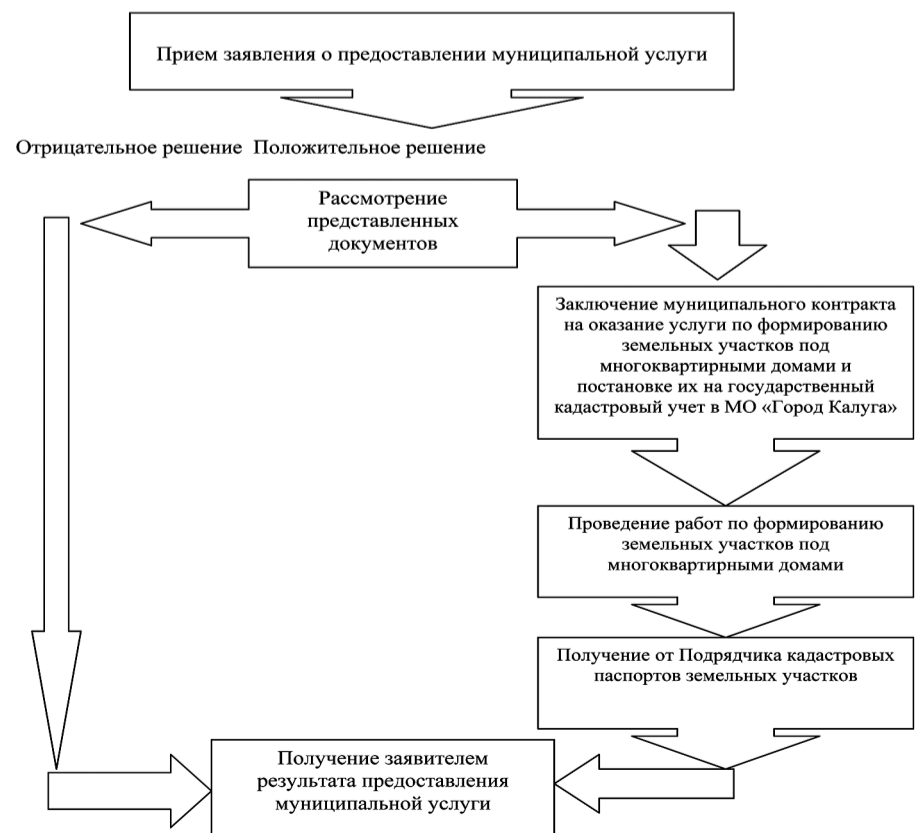 Прием заявления о предоставлении муниципальной услуги
Отрицательное решение Положительное решение
Рассмотрение
представленных
документов
Заключение муниципального контракта
на оказание услуги по формированию
земельных участков под
многоквартирными домами и
постановке их на государственный
кадастровый учет в МО «Город Калуга»
Проведение работ по формированию
земельных участков под
многоквартирными домами
Получение от Подрядчика кадастровых
паспортов земельных участков
Получение заявителем
результата предоставления
муниципальной услуги